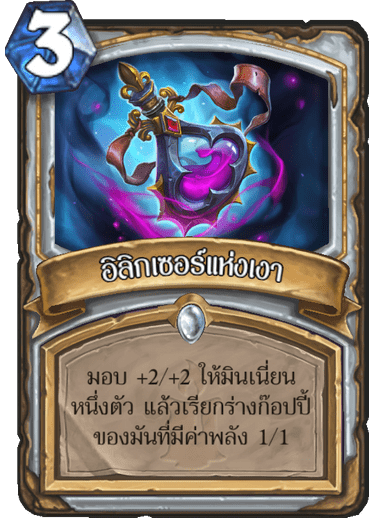 3
อิลิกเซอร์แห่งเงา
มอบ +2/+2 ให้มินเนี่ยน
หนึ่งตัว แล้วเรียกร่างก๊อปปี้
ของมันที่มีค่าพลัง 1/1